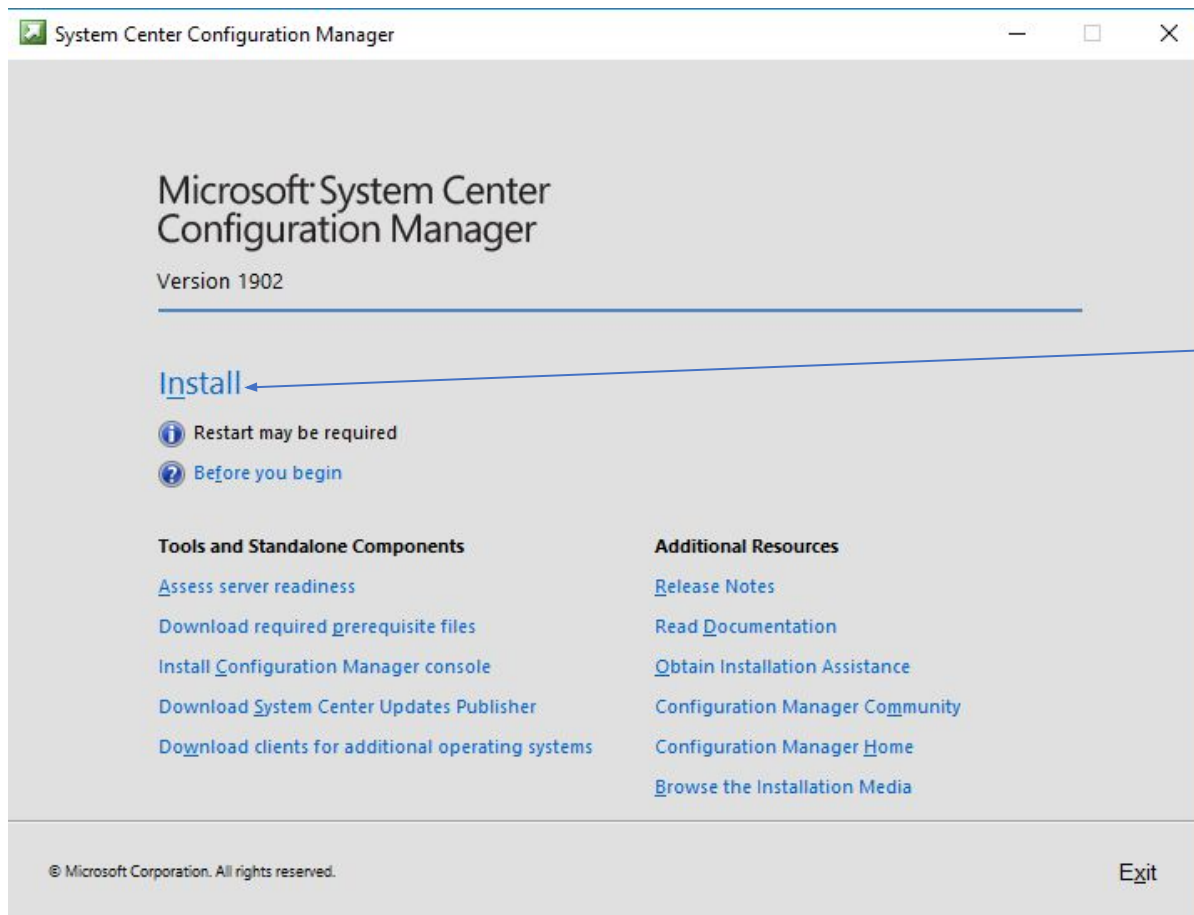 System Center Configuration Manager
Microsoft System Center
Configuration Manager
Version 1902
Install
Restart may be required
Before you begin
Tools and Standalone Components
Assess server readiness
Download required prerequisite files
Install Configuration Manager console
Download System Center Updates Publisher
Download clients for additional operating systems
Additional Resources
Release Notes
Read Documentation
Obtain Installation Assistance
Configuration Manager Community
Configuration Manager Home
Browse the Installation Media
© Microsoft Corporation. All rights reserved.
Exit